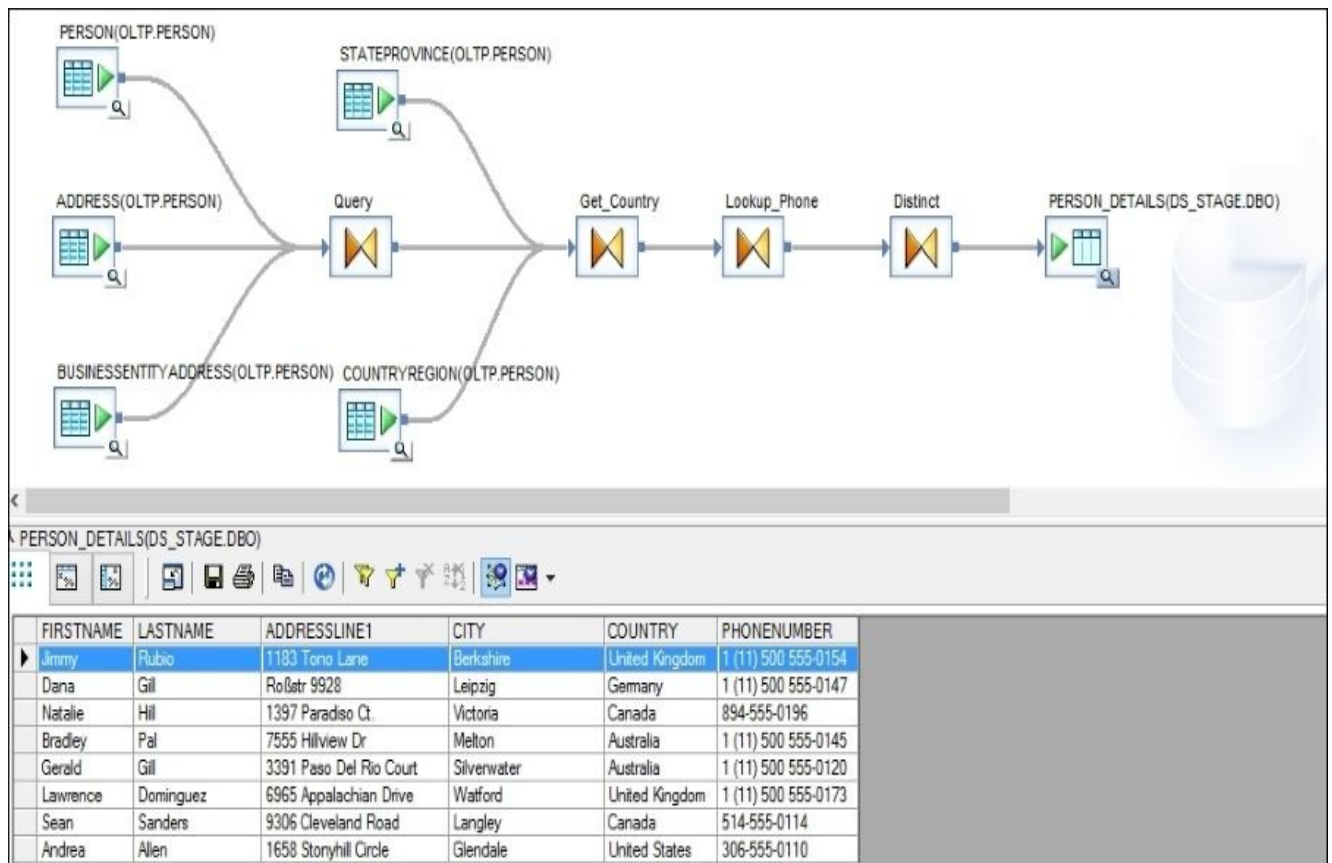 PERSON(OLTP.PERSON)
STATEPROVINCE(OLTP.PERSON)
ADDRESS(OLTP.PERSON)
Query
Get_Country
Lookup_Phone
Distinct
PERSON_DETAILS(DS_STAGE.DBO)
BUSINESSENTITYADDRESS(OLTP.PERSON)
COUNTRYREGION(OLTP.PERSON)
PERSON_DETAILS(DS_STAGE.DBO)
FIRSTNAME LASTNAME ADDRESSLINE1 CITY COUNTRY PHONENUMBER
Jimmy Rubio 1183 Tono Lane Berkshire United Kingdom 1 (11) 500 555-0154
Dana Gill Roßstr 9928 Leipzig Germany 1 (11) 500 555-0147
Natalie Hill 1397 Paradiso Ct. Victoria Canada 894-555-0196
Bradley Pal 7555 Hillview Dr Melton Australia 1 (11) 500 555-0145
Gerald Gill 3391 Paso Del Rio Court Silverwater Australia 1 (11) 500 555-0120
Lawrence Dominguez 6965 Appalachian Drive Watford United Kingdom 1 (11) 500 555-0173
Sean Sanders 9306 Cleveland Road Langley Canada 514-555-0114
Andrea Allen 1658 Stonyhill Circle Glendale United States 306-555-0110